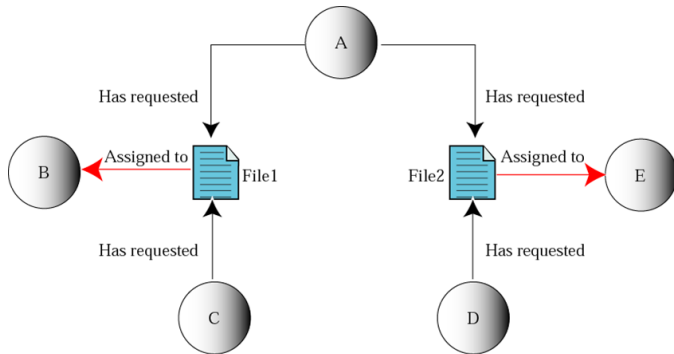 A
Has requested
Has requested
B
Assigned to
File1
File2
Assigned to
E
Has requested
Has requested
C
D